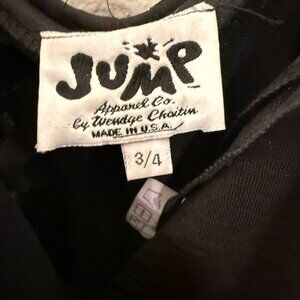 JUMP
Apparel Co.
by Wendye Chaitin
MADE IN U.S.A.
3/4